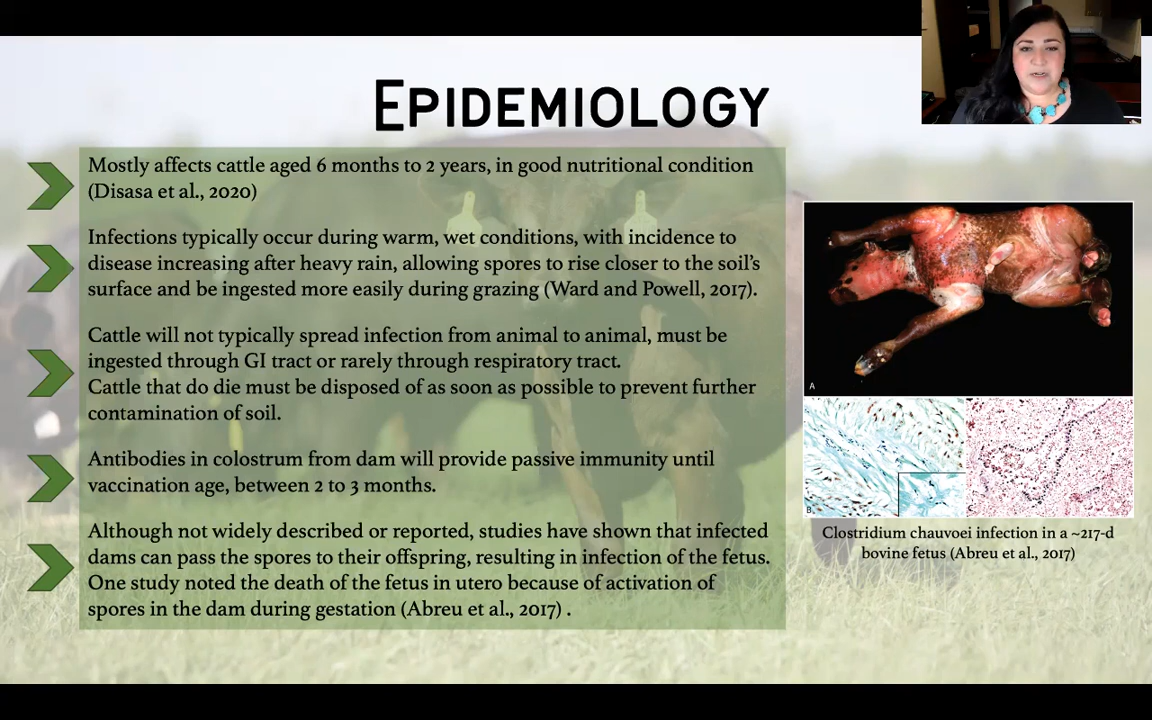 Epidemiology
Mostly affects cattle aged 6 months to 2 years, in good nutritional condition
(Disasa et al., 2020)
Infections typically occur during warm, wet conditions, with incidence to
disease increasing after heavy rain, allowing spores to rise closer to the soil's
surface and be ingested more easily during grazing (Ward and Powell, 2017).
Cattle will not typically spread infection from animal to animal, must be
ingested through GI tract or rarely through respiratory tract.
Cattle that do die must be disposed of as soon as possible to prevent further
contamination of soil.
Antibodies in colostrum from dam will provide passive immunity until
vaccination age, between 2 to 3 months.
Although not widely described or reported, studies have shown that infected
dams can pass the spores to their offspring, resulting in infection of the fetus.
One study noted the death of the fetus in utero because of activation of
spores in the dam during gestation (Abreu et al., 2017) .
A
B
C
Clostridium chauvoei infection in a ~217-d
bovine fetus (Abreu et al., 2017)